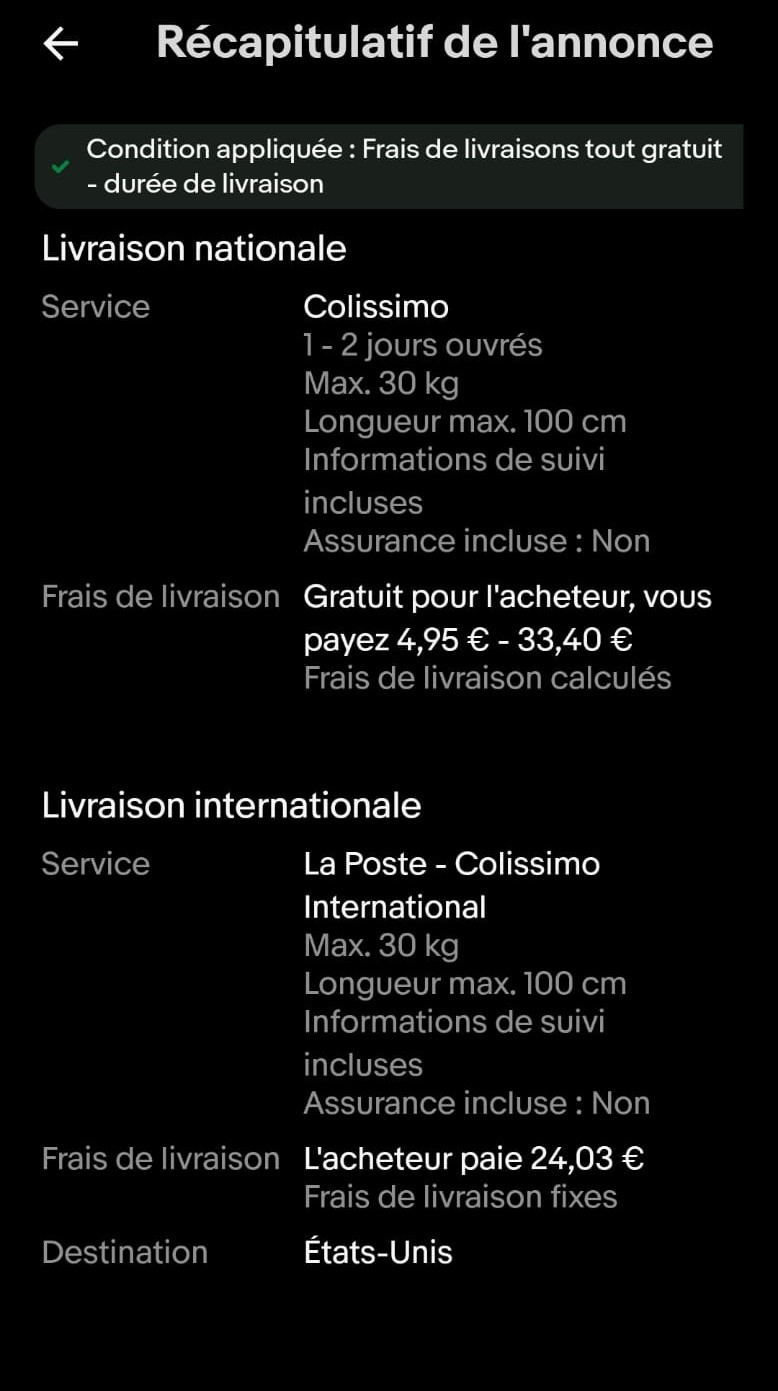 Récapitulatif de l'annonce
Condition appliquée : Frais de livraisons tout gratuit
- durée de livraison
Livraison nationale
Service
Colissimo
1 - 2 jours ouvrés
Max. 30 kg
Longueur max. 100 cm
Informations de suivi
incluses
Assurance incluse : Non
Frais de livraison
Gratuit pour l'acheteur, vous
payez 4,95 € - 33,40 €
Frais de livraison calculés
Livraison internationale
Service
La Poste - Colissimo
International
Max. 30 kg
Longueur max. 100 cm
Informations de suivi
incluses
Assurance incluse : Non
Frais de livraison
L'acheteur paie 24,03 €
Frais de livraison fixes
Destination
États-Unis